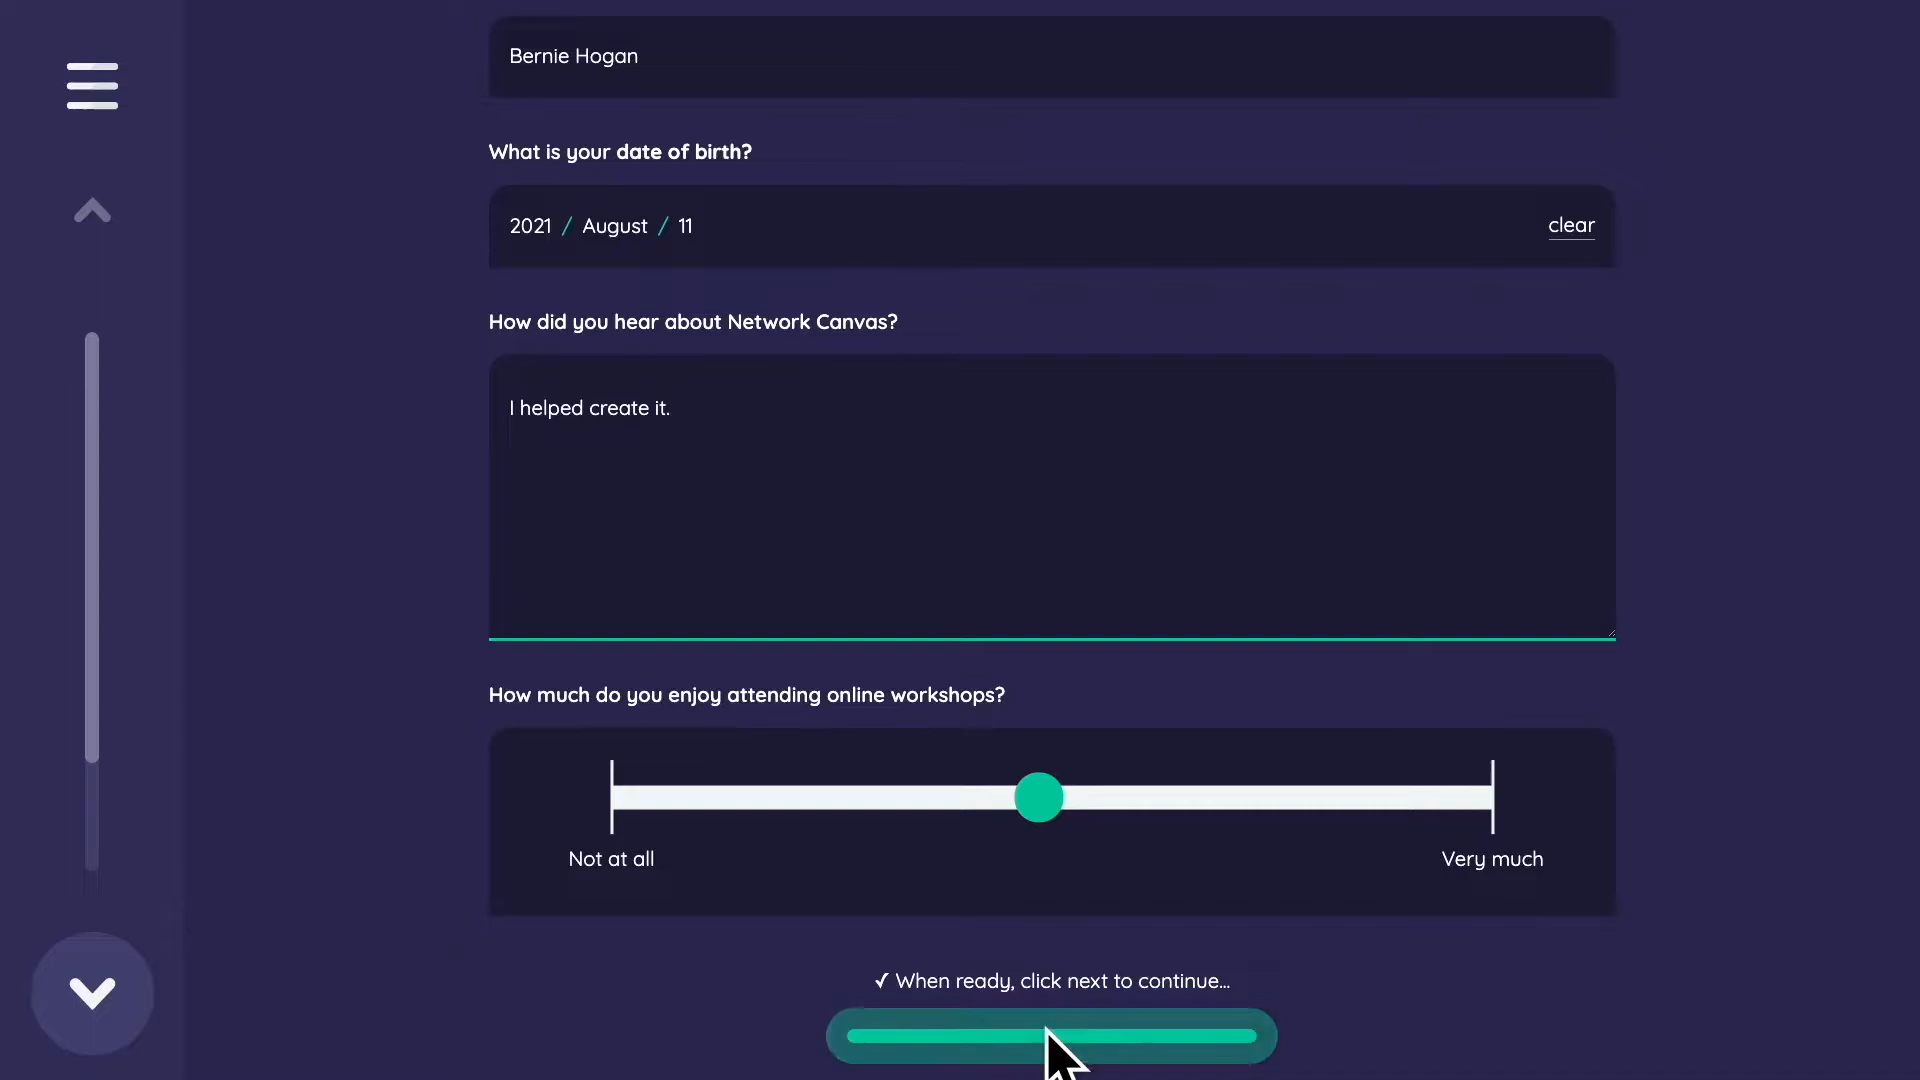 Bernie Hogan
What is your date of birth?
2021 / August / 11 clear
How did you hear about Network Canvas?
I helped create it.
How much do you enjoy attending online workshops?
Not at all Very much
✓ When ready, click next to continue...